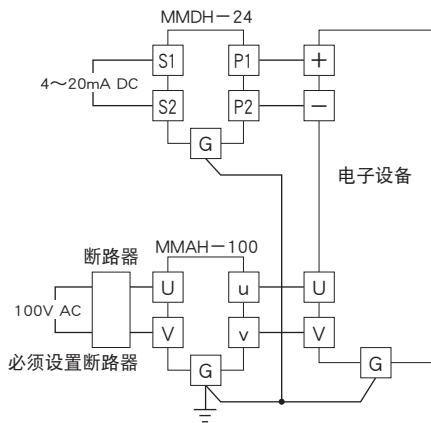 MMDH－24
S1
P1
+
4～20mA DC
S2
P2
−
G
电子设备
MMAH－100
断路器
U
u
U
100V AC
V
v
V
必须设置断路器
G
G